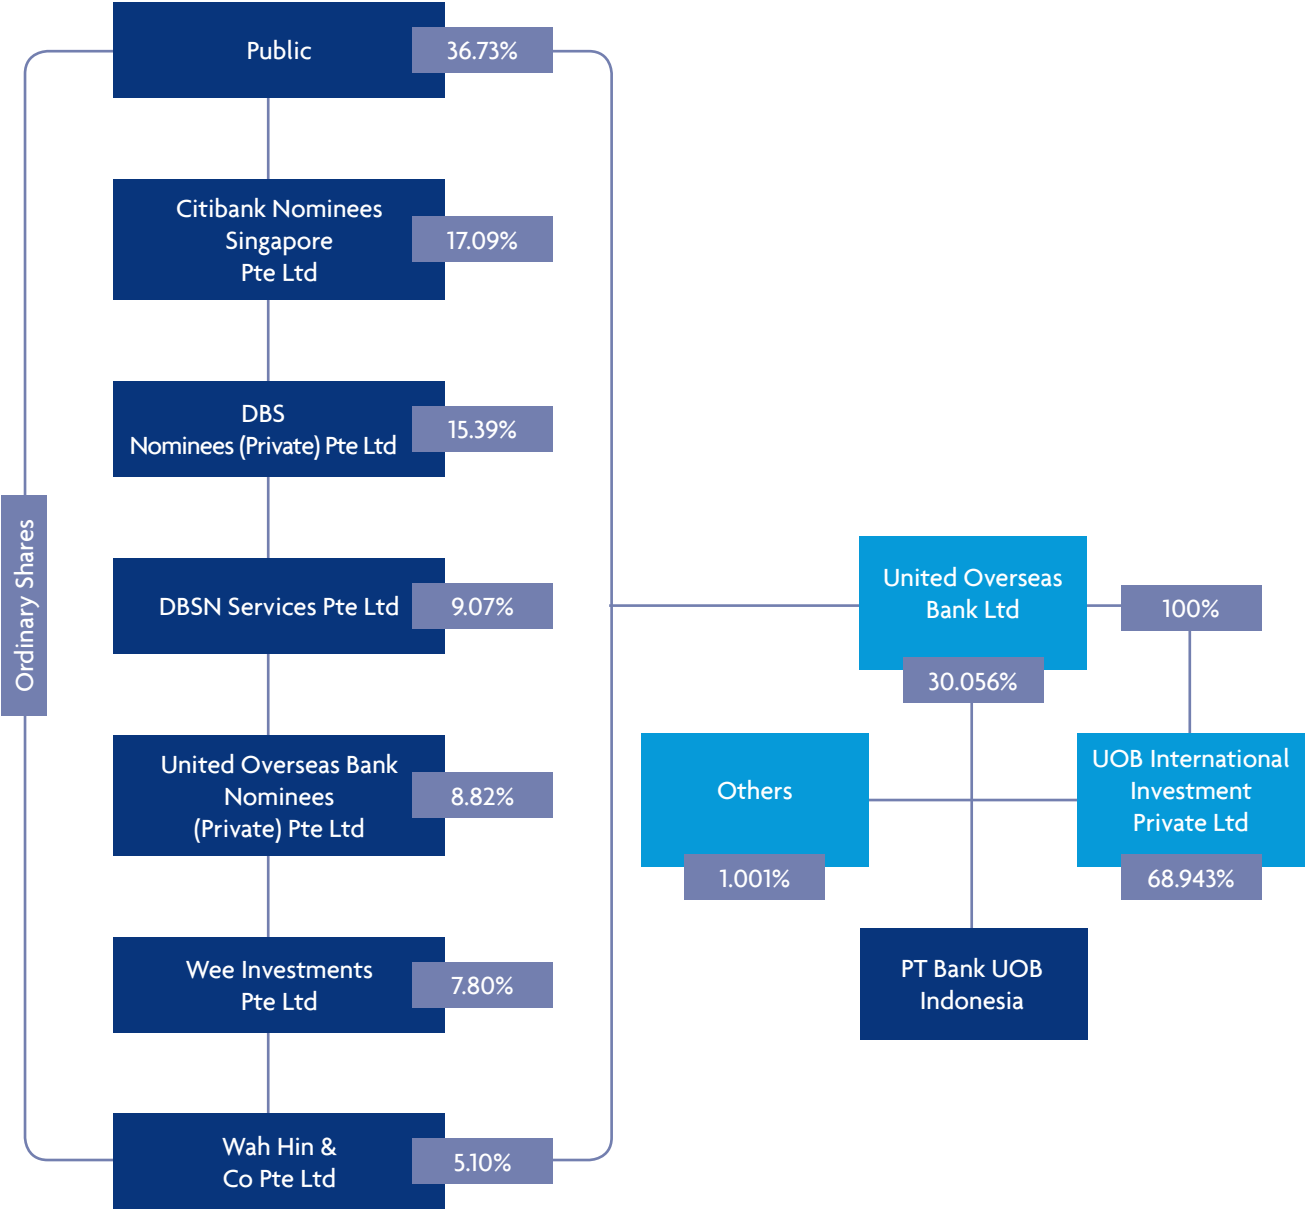 Public
36.73%
Citibank Nominees
Singapore
Pte Ltd
17.09%
DBS
Nominees (Private) Pte Ltd
15.39%
Ordinary Shares
DBSN Services Pte Ltd
9.07%
United Overseas Bank
Nominees
(Private) Pte Ltd
8.82%
Wee Investments
Pte Ltd
7.80%
Wah Hin &
Co Pte Ltd
5.10%
United Overseas
Bank Ltd
100%
30.056%
Others
1.001%
UOB International
Investment
Private Ltd
68.943%
PT Bank UOB
Indonesia